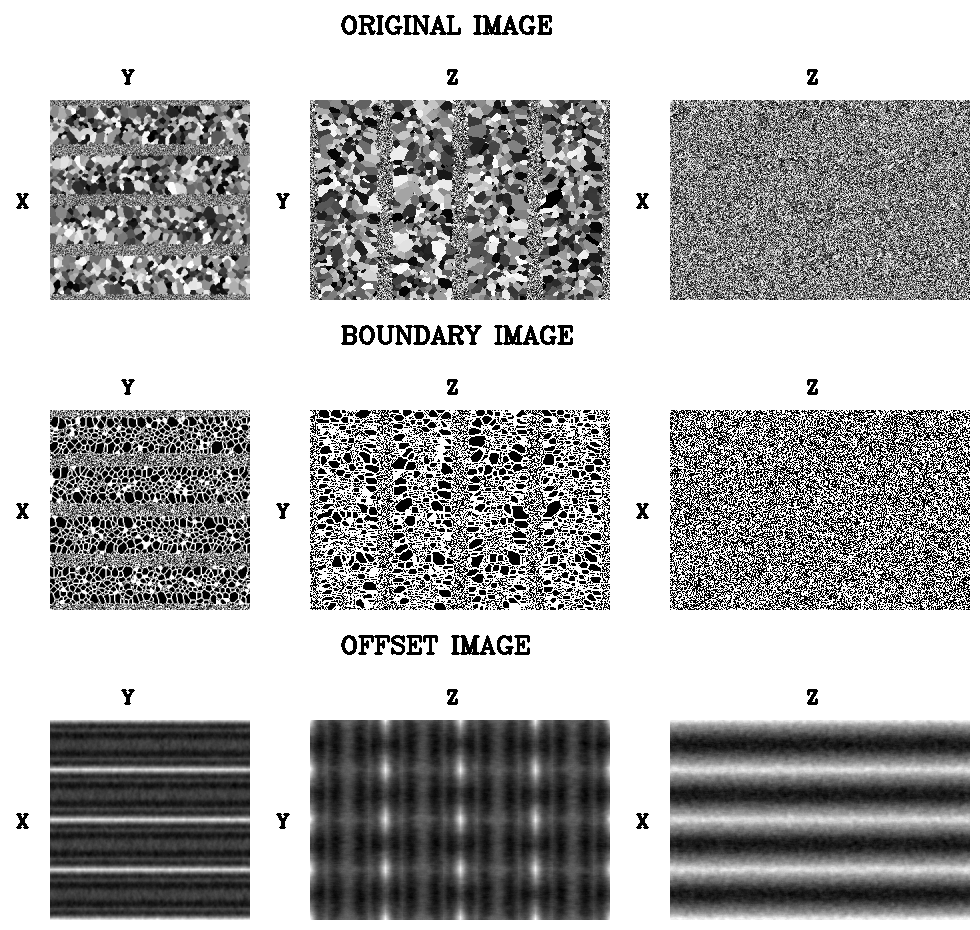 ORIGINAL IMAGE
Y Z Z
X Y X
BOUNDARY IMAGE
Y Z Z
X Y X
OFFSET IMAGE
Y Z Z
X Y X